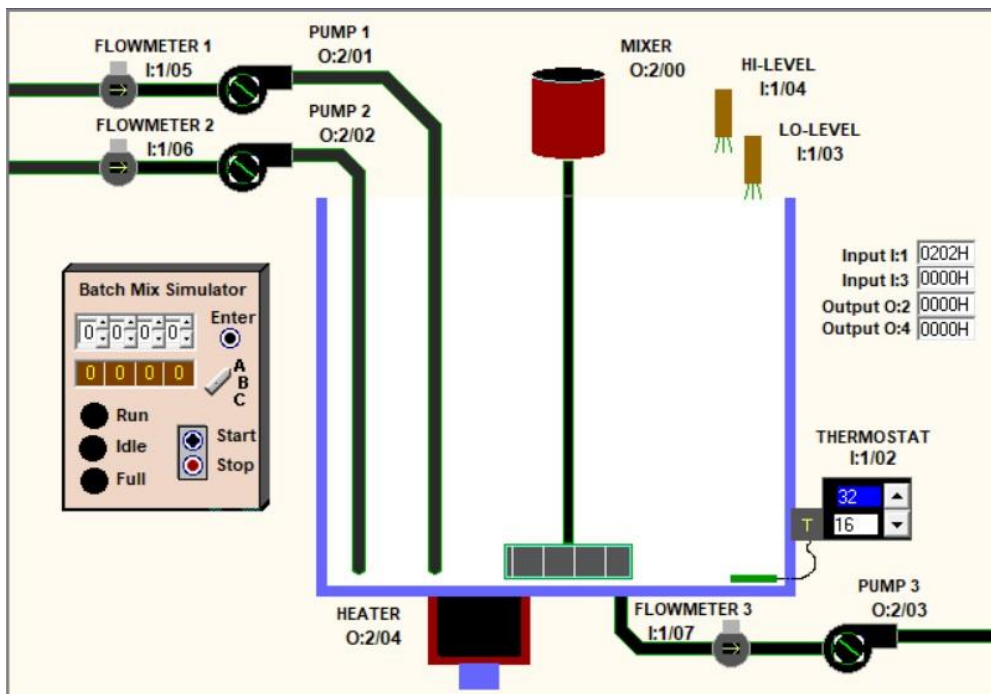 FLOWMETER 1
I:1/05
PUMP 1
O:2/01
FLOWMETER 2
I:1/06
PUMP 2
O:2/02
MIXER
O:2/00
HI-LEVEL
I:1/04
LO-LEVEL
I:1/03
Input I:1 0202H
Input I:3 0000H
Output O:2 0000H
Output O:4 0000H
Batch Mix Simulator
0 0 0 0
Enter
0 0 0 0
A
B
C
Run
Idle
Full
Start
Stop
THERMOSTAT
I:1/02
32
16
T
HEATER
O:2/04
FLOWMETER 3
I:1/07
PUMP 3
O:2/03